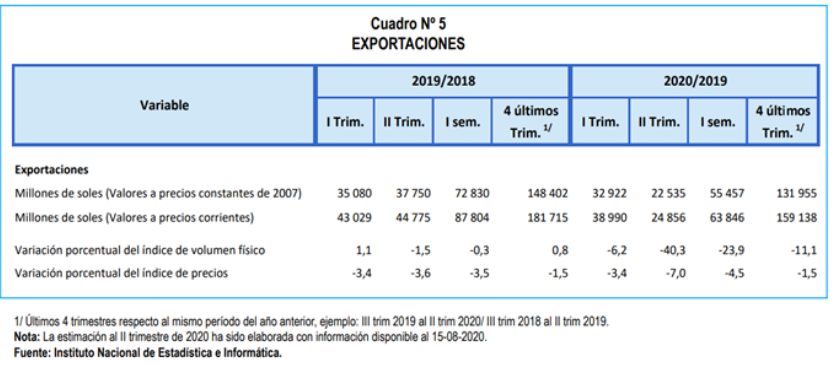 Cuadro Nº 5
EXPORTACIONES
Variable
2019/2018 2020/2019
I Trim. II Trim. I sem. 4 últimos Trim. 1/ I Trim. II Trim. I sem. 4 últimos Trim. 1/
Exportaciones
Millones de soles (Valores a precios constantes de 2007) 35 080 37 750 72 830 148 402 32 922 22 535 55 457 131 955
Millones de soles (Valores a precios corrientes) 43 029 44 775 87 804 181 715 38 990 24 856 63 846 159 138
Variación porcentual del índice de volumen físico 1,1 -1,5 -0,3 0,8 -6,2 -40,3 -23,9 -11,1
Variación porcentual del índice de precios -3,4 -3,6 -3,5 -1,5 -3,4 -7,0 -4,5 -1,5
1/ Últimos 4 trimestres respecto al mismo período del año anterior, ejemplo: III trim 2019 al II trim 2020/ III trim 2018 al II trim 2019.
Nota: La estimación al II trimestre de 2020 ha sido elaborada con información disponible al 15-08-2020.
Fuente: Instituto Nacional de Estadística e Informática.